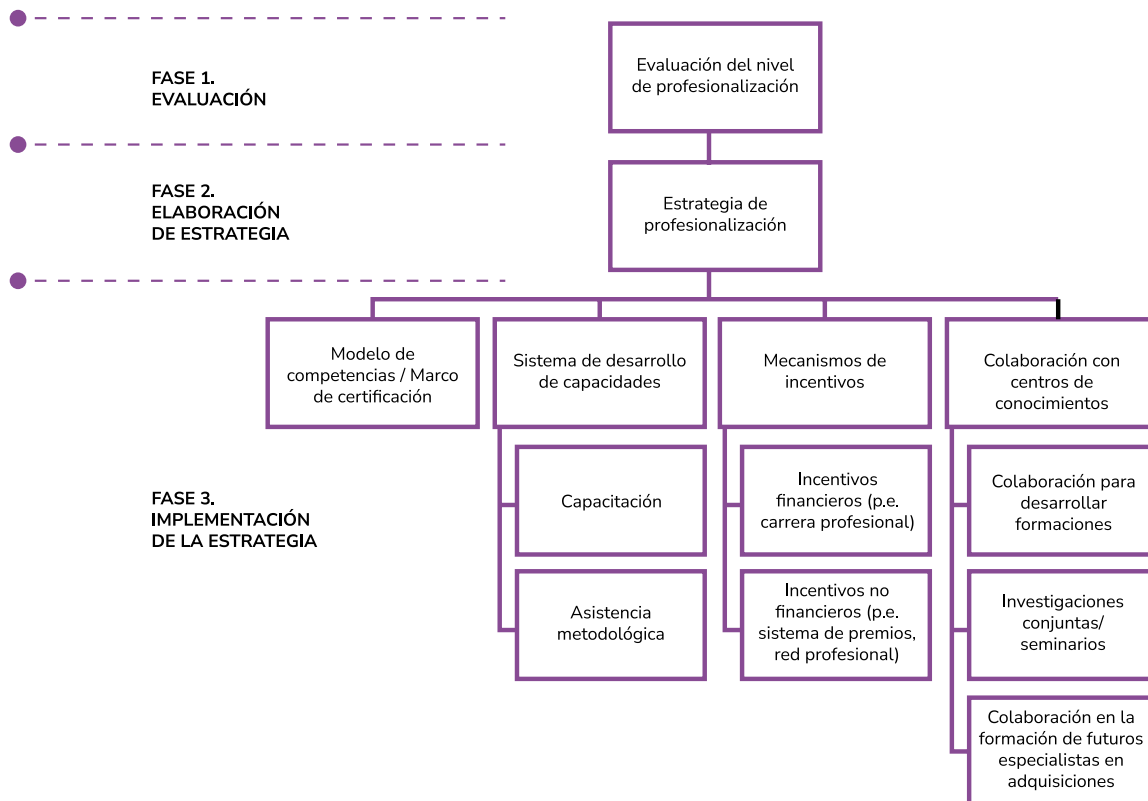 FASE 1.
EVALUACIÓN
Evaluación del nivel
de profesionalización
FASE 2.
ELABORACIÓN
DE ESTRATEGIA
Estrategia de
profesionalización
FASE 3.
IMPLEMENTACIÓN
DE LA ESTRATEGIA
Modelo de
competencias / Marco
de certificación
Sistema de desarrollo
de capacidades
Capacitación
Asistencia
metodológica
Mecanismos de
incentivos
Incentivos
financieros (p.e.
carrera profesional)
Incentivos no
financieros (p.e.
sistema de premios,
red profesional)
Colaboración con
centros de
conocimientos
Colaboración para
desarrollar
formaciones
Investigaciones
conjuntas/
seminarios
Colaboración en la
formación de futuros
especialistas en
adquisiciones